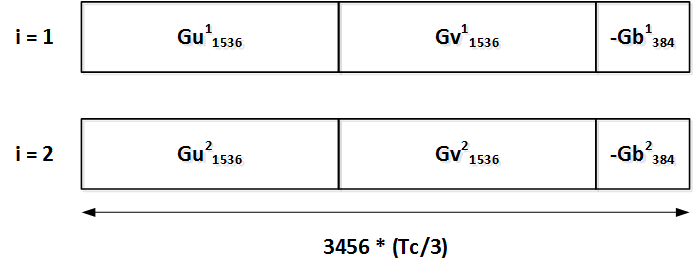 i = 1 Gu¹₁₅₃₆ Gv¹₁₅₃₆ -Gb¹₃₈₄
i = 2 Gu²₁₅₃₆ Gv²₁₅₃₆ -Gb²₃₈₄
3456 * (Tc/3)